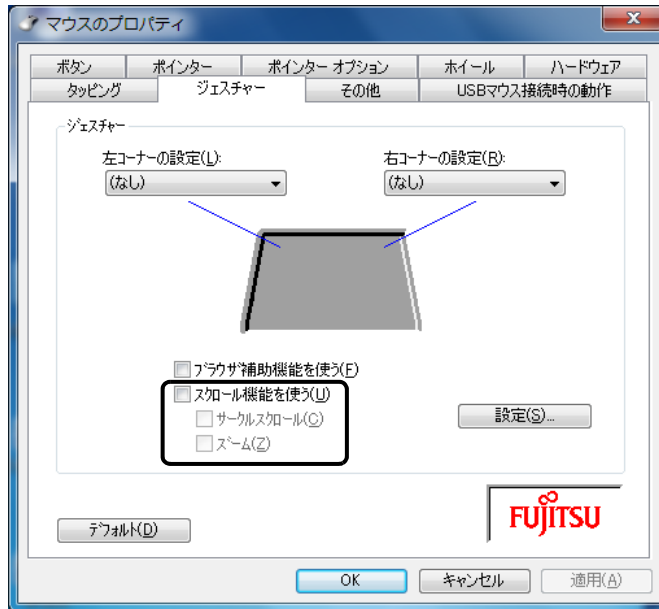 マウスのプロパティ
ボタン ポインター ポインター オプション ホイール ハードウェア
タッピング ジェスチャー その他 USBマウス接続時の動作
ジェスチャー
左コーナーの設定(L): 右コーナーの設定(R):
(なし) (なし)
ブラウザ補助機能を使う(F)
スクロール機能を使う(U)
サークルスクロール(C) 設定(S)...
ズーム(Z)
FUJITSU
デフォルト(D)
OK キャンセル 適用(A)